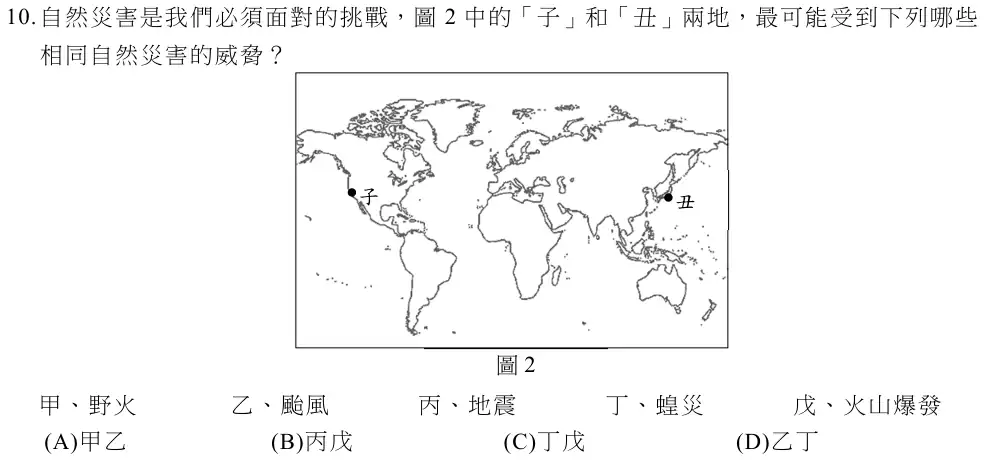 10.自然災害是我們必須面對的挑戰，圖 2 中的「子」和「丑」兩地，最可能受到下列哪些
相同自然災害的威脅？
子
丑
圖 2
甲、野火 乙、颱風 丙、地震 丁、蝗災 戊、火山爆發
(A)甲乙 (B)丙戊 (C)丁戊 (D)乙丁